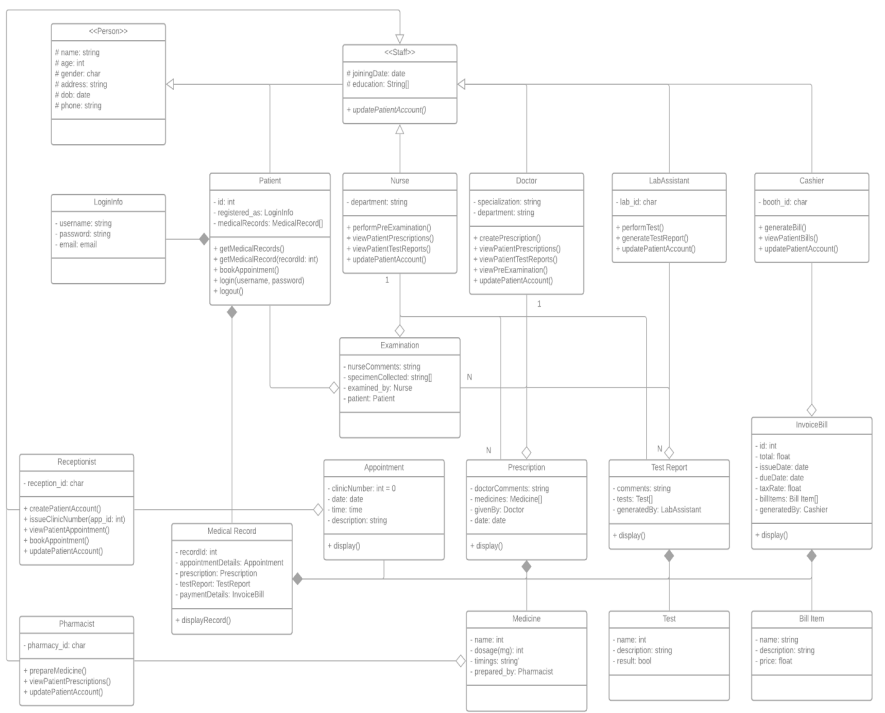 <<Person>>
# name: string
# age: int
# gender: char
# address: string
# dob: date
# phone: string
<<Staff>>
# joiningDate: date
# education: String[]
+ updatePatientAccount()
LoginInfo
- username: string
- password: string
- email: email
Patient
- id: int
- registered_as: LoginInfo
- medicalRecords: MedicalRecord[]
+ getMedicalRecords()
+ getMedicalRecord(recordId: int)
+ bookAppointment()
+ login(username, password)
+ logout()
Nurse
- department: string
+ performPreExamination()
+ viewPatientPrescriptions()
+ viewPatientTestReports()
+ updatePatientAccount()
1
Doctor
- specialization: string
- department: string
+ createPrescription()
+ viewPatientPrescriptions()
+ viewPatientTestReports()
+ viewPreExamination()
+ updatePatientAccount()
1
LabAssistant
- lab_id: char
+ performTest()
+ generateTestReport()
+ updatePatientAccount()
Cashier
- booth_id: char
+ generateBill()
+ viewPatientBills()
+ updatePatientAccount()
Examination
- nurseComments: string
- specimenCollected: string[]
- examined_by: Nurse
- patient: Patient
N
N
N
InvoiceBill
- id: int
- total: float
- issueDate: date
- dueDate: date
- taxRate: float
- billItems: Bill Item[]
- generatedBy: Cashier
+ display()
Receptionist
- reception_id: char
+ createPatientAccount()
+ issueClinicNumber(app_id: int)
+ viewPatientAppointment()
+ bookAppointment()
+ updatePatientAccount()
Appointment
- clinicNumber: int = 0
- date: date
- time: time
- description: string
+ display()
Prescription
- doctorComments: string
- medicines: Medicine[]
- givenBy: Doctor
- date: date
+ display()
Test Report
- comments: string
- tests: Test[]
- generatedBy: LabAssistant
+ display()
Medical Record
- recordId: int
- appointmentDetails: Appointment
- prescription: Prescription
- testReport: TestReport
- paymentDetails: InvoiceBill
+ displayRecord()
Pharmacist
- pharmacy_id: char
+ prepareMedicine()
+ viewPatientPrescriptions()
+ updatePatientAccount()
Medicine
- name: int
- dosage(mg): int
- timings: string'
- prepared_by: Pharmacist
Test
- name: int
- description: string
- result: bool
Bill Item
- name: string
- description: string
- price: float